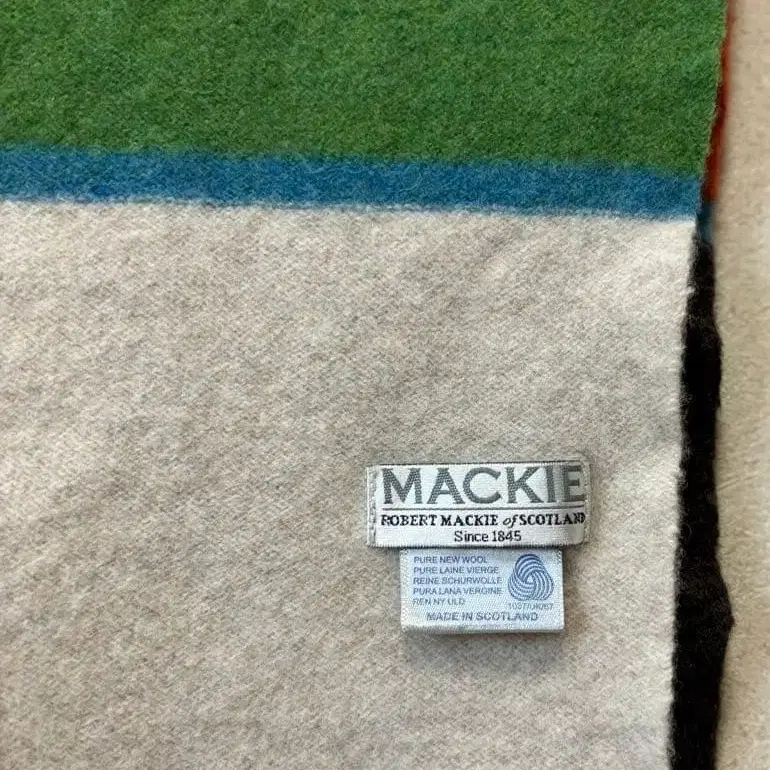 MACKIE
ROBERT MACKIE of SCOTLAND
Since 1845
PURE NEW WOOL
PURE LAINE VIERGE
REINE SCHURWOLLE
PURA LANA VERGINE
REN NY ULD
MADE IN SCOTLAND